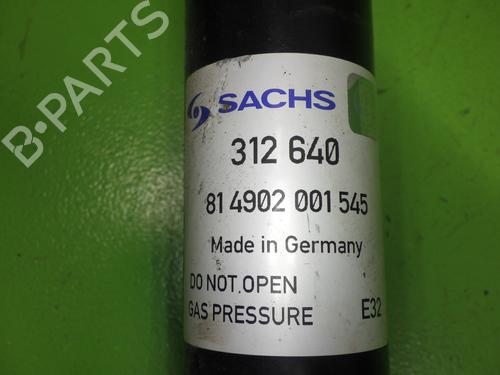 B-PARTS
SACHS
312 640
81 4902 001 545
Made in Germany
DO NOT OPEN
GAS PRESSURE E32